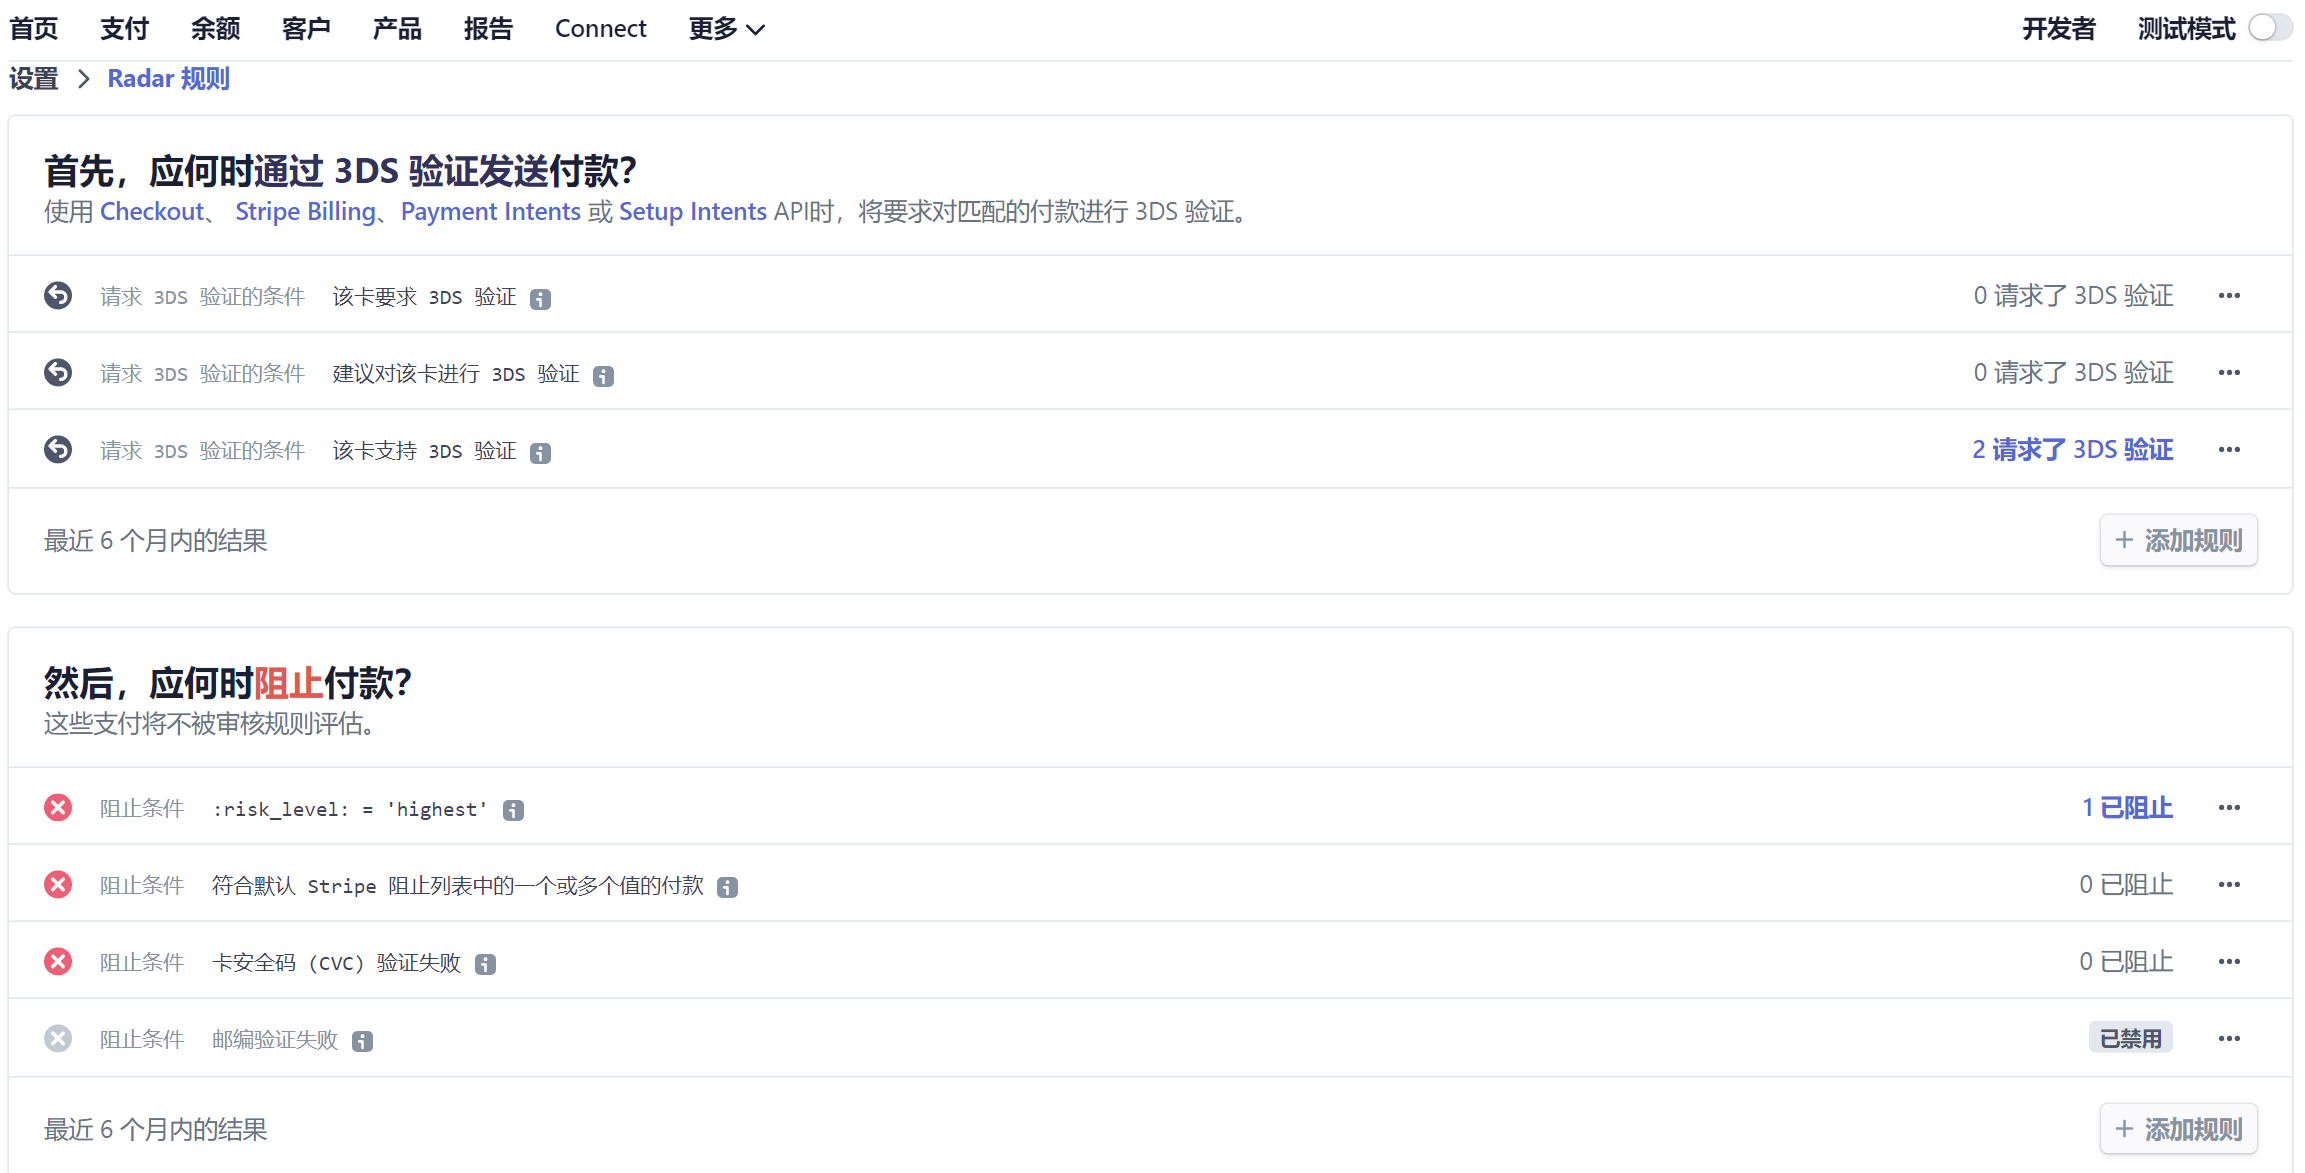 首页 支付 余额 客户 产品 报告 Connect 更多 开发者 测试模式
设置 Radar 规则
首先，应何时通过 3DS 验证发送付款？
使用 Checkout、 Stripe Billing、Payment Intents 或 Setup Intents API时，将要求对匹配的付款进行 3DS 验证。
请求 3DS 验证的条件 该卡要求 3DS 验证 0 请求了 3DS 验证
请求 3DS 验证的条件 建议对该卡进行 3DS 验证 0 请求了 3DS 验证
请求 3DS 验证的条件 该卡支持 3DS 验证 2 请求了 3DS 验证
最近 6 个月内的结果 + 添加规则
然后，应何时阻止付款？
这些支付将不被审核规则评估。
阻止条件 :risk_level: = 'highest' 1 已阻止
阻止条件 符合默认 Stripe 阻止列表中的一个或多个值的付款 0 已阻止
阻止条件 卡安全码 (CVC) 验证失败 0 已阻止
阻止条件 邮编验证失败 已禁用
最近 6 个月内的结果 + 添加规则